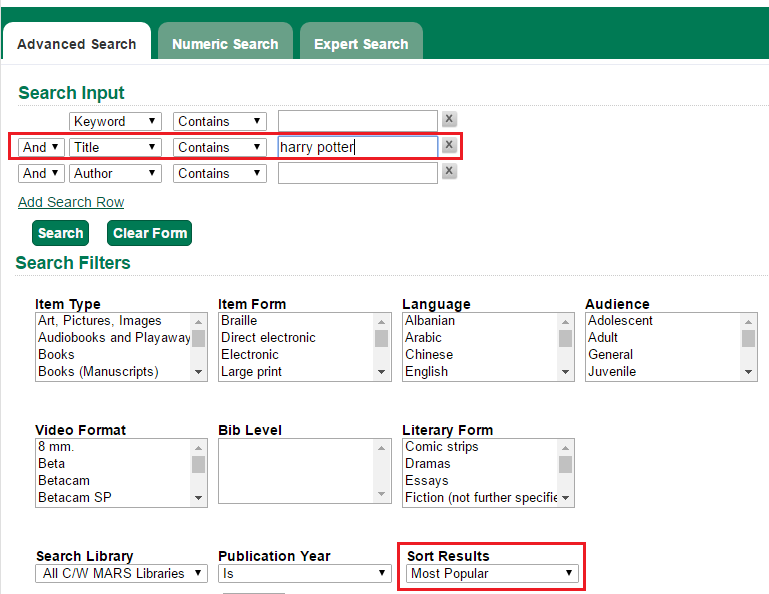 Advanced Search Numeric Search Expert Search
Search Input
Keyword Contains X
And Title Contains harry potter X
And Author Contains X
Add Search Row
Search Clear Form
Search Filters
Item Type Item Form Language Audience
Art, Pictures, Images Braille Albanian Adolescent
Audiobooks and Playaway Direct electronic Arabic Adult
Books Electronic Chinese General
Books (Manuscripts) Large print English Juvenile
Video Format Bib Level Literary Form
8 mm. Comic strips
Beta Dramas
Betacam Essays
Betacam SP Fiction (not further specifie
Search Library Publication Year Sort Results
All C/W MARS Libraries Is Most Popular